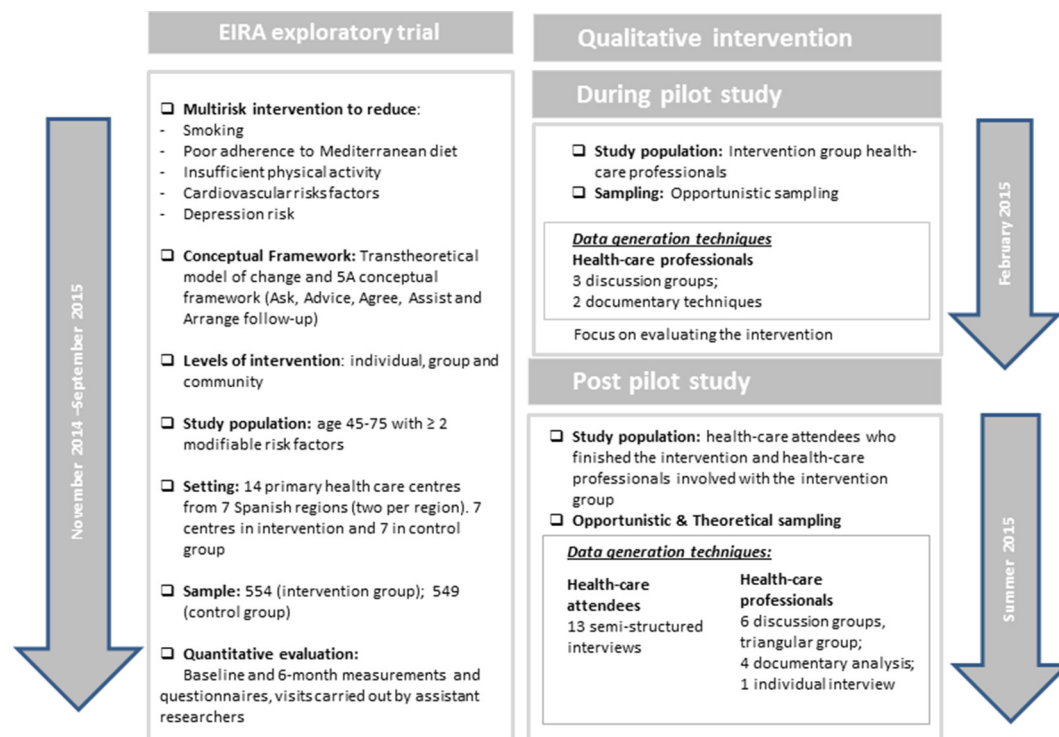 EIRA exploratory trial
November 2014 –September 2015
❑ Multirisk intervention to reduce:
- Smoking
- Poor adherence to Mediterranean diet
- Insufficient physical activity
- Cardiovascular risks factors
- Depression risk
❑ Conceptual Framework: Transtheoretical
model of change and 5A conceptual
framework (Ask, Advice, Agree, Assist and
Arrange follow-up)
❑ Levels of intervention: individual, group and
community
❑ Study population: age 45-75 with ≥ 2
modifiable risk factors
❑ Setting: 14 primary health care centres
from 7 Spanish regions (two per region). 7
centres in intervention and 7 in control
group
❑ Sample: 554 (intervention group); 549
(control group)
❑ Quantitative evaluation:
Baseline and 6-month measurements and
questionnaires, visits carried out by assistant
researchers
Qualitative intervention
During pilot study
❑ Study population: Intervention group health-
care professionals
❑ Sampling: Opportunistic sampling
Data generation techniques
Health-care professionals
3 discussion groups;
2 documentary techniques
Focus on evaluating the intervention
February 2015
Post pilot study
❑ Study population: health-care attendees who
finished the intervention and health-care
professionals involved with the intervention
group
❑ Opportunistic & Theoretical sampling
Data generation techniques:
Health-care
attendees
13 semi-structured
interviews
Health-care
professionals
6 discussion groups,
triangular group;
4 documentary analysis;
1 individual interview
Summer 2015